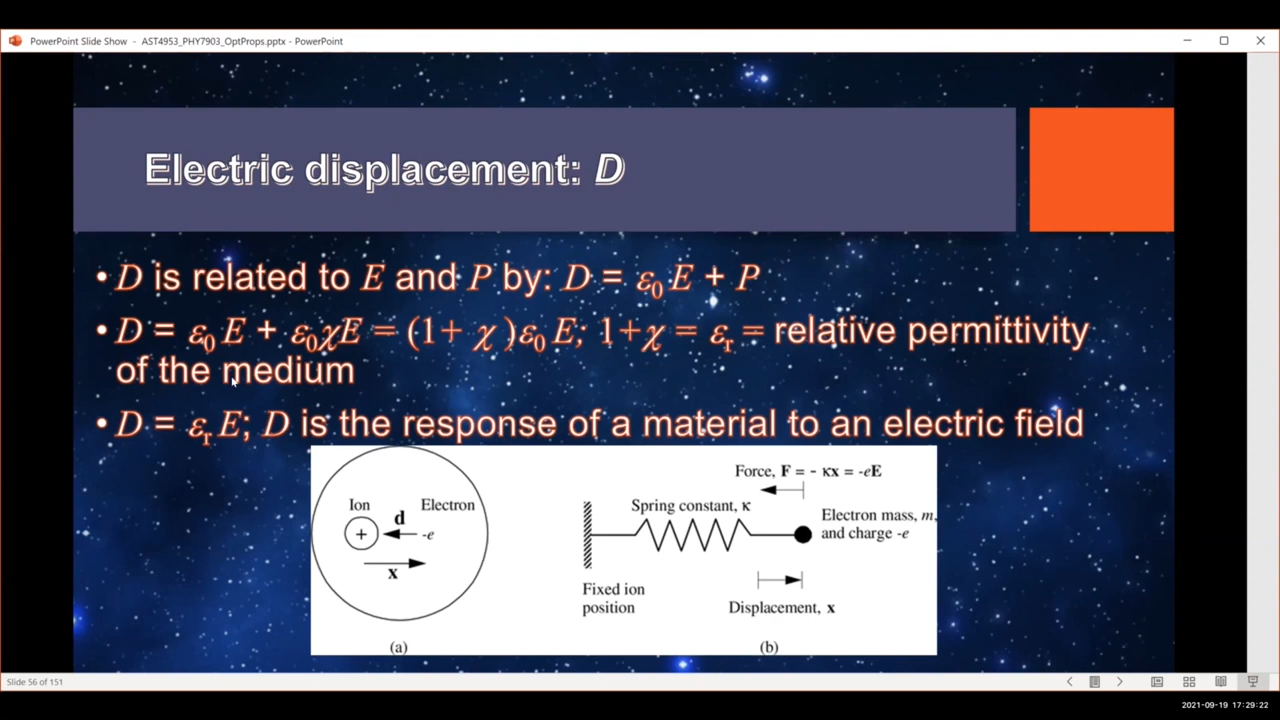 PowerPoint Slide Show - AST4953_PHY7903_OptProps.pptx - PowerPoint
Electric displacement: D
• D is related to E and P by: D = ε₀E + P
• D = ε₀E + ε₀χE = (1+ χ )ε₀E; 1+χ = εᵣ = relative permittivity
of the medium
• D = εᵣE; D is the response of a material to an electric field
Ion
Electron
d
+
-e
x
(a)
Force, F = - κx = -eE
Spring constant, κ
Electron mass, m,
and charge -e
Fixed ion
position
Displacement, x
(b)
Slide 56 of 151
2021-09-19 17:29:22